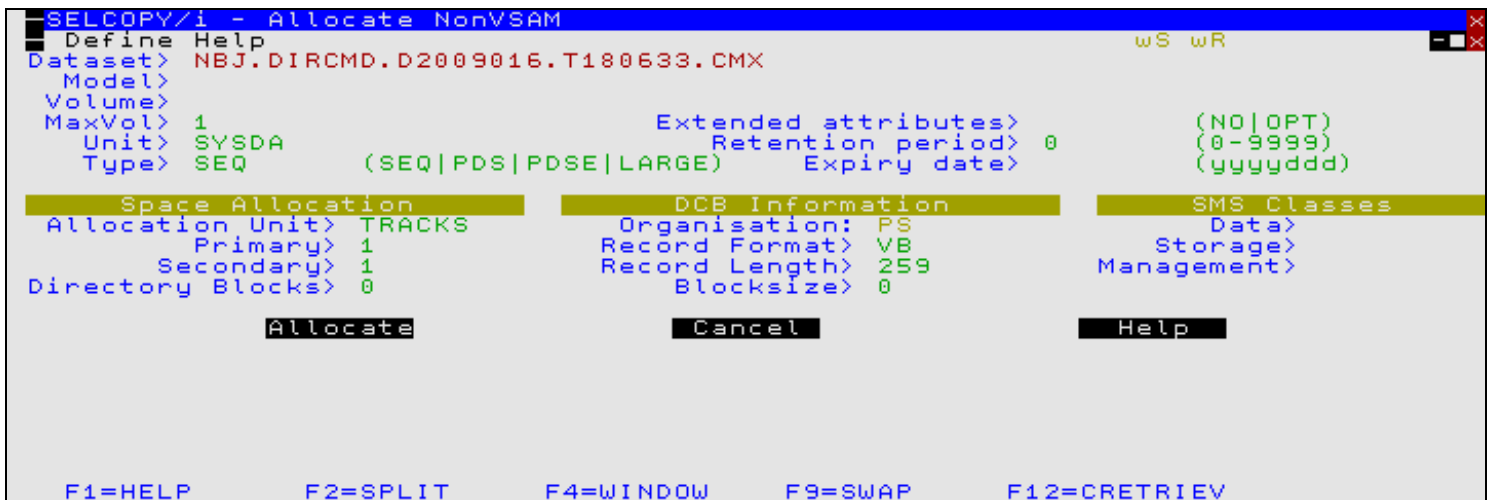 SELCOPY/i - Allocate NonVSAM
Define Help wS wR
Dataset> NBJ.DIRCMD.D2009016.T180633.CMX
Model>
Volume>
MaxVol> 1 Extended attributes> (NO|OPT)
Unit> SYSDA Retention period> 0 (0-9999)
Type> SEQ (SEQ|PDS|PDSE|LARGE) Expiry date> (yyyyddd)
Space Allocation DCB Information SMS Classes
Allocation Unit> TRACKS Organisation: PS Data>
Primary> 1 Record Format> VB Storage>
Secondary> 1 Record Length> 259 Management>
Directory Blocks> 0 Blocksize> 0
Allocate Cancel Help
F1=HELP F2=SPLIT F4=WINDOW F9=SWAP F12=CRETRIEV